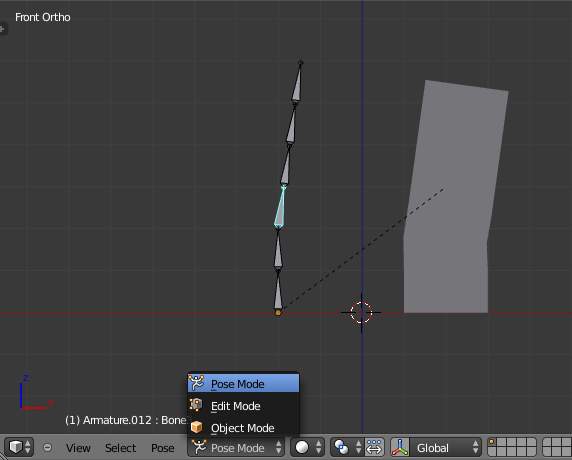 Front Ortho
Z
(1) Armature.012 : Bone
Pose Mode
Edit Mode
Object Mode
View Select Pose Pose Mode Global